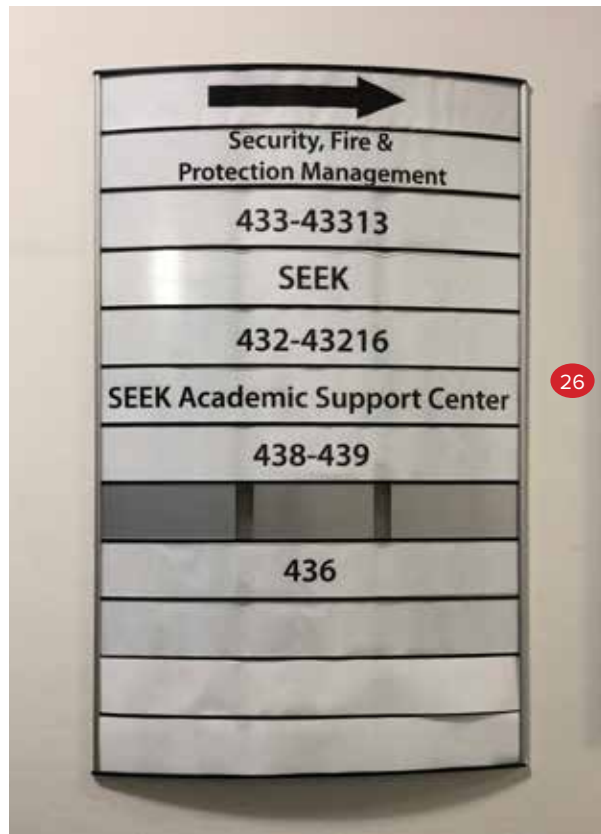 Security, Fire &
Protection Management
433-43313
SEEK
432-43216
SEEK Academic Support Center
438-439
436
26